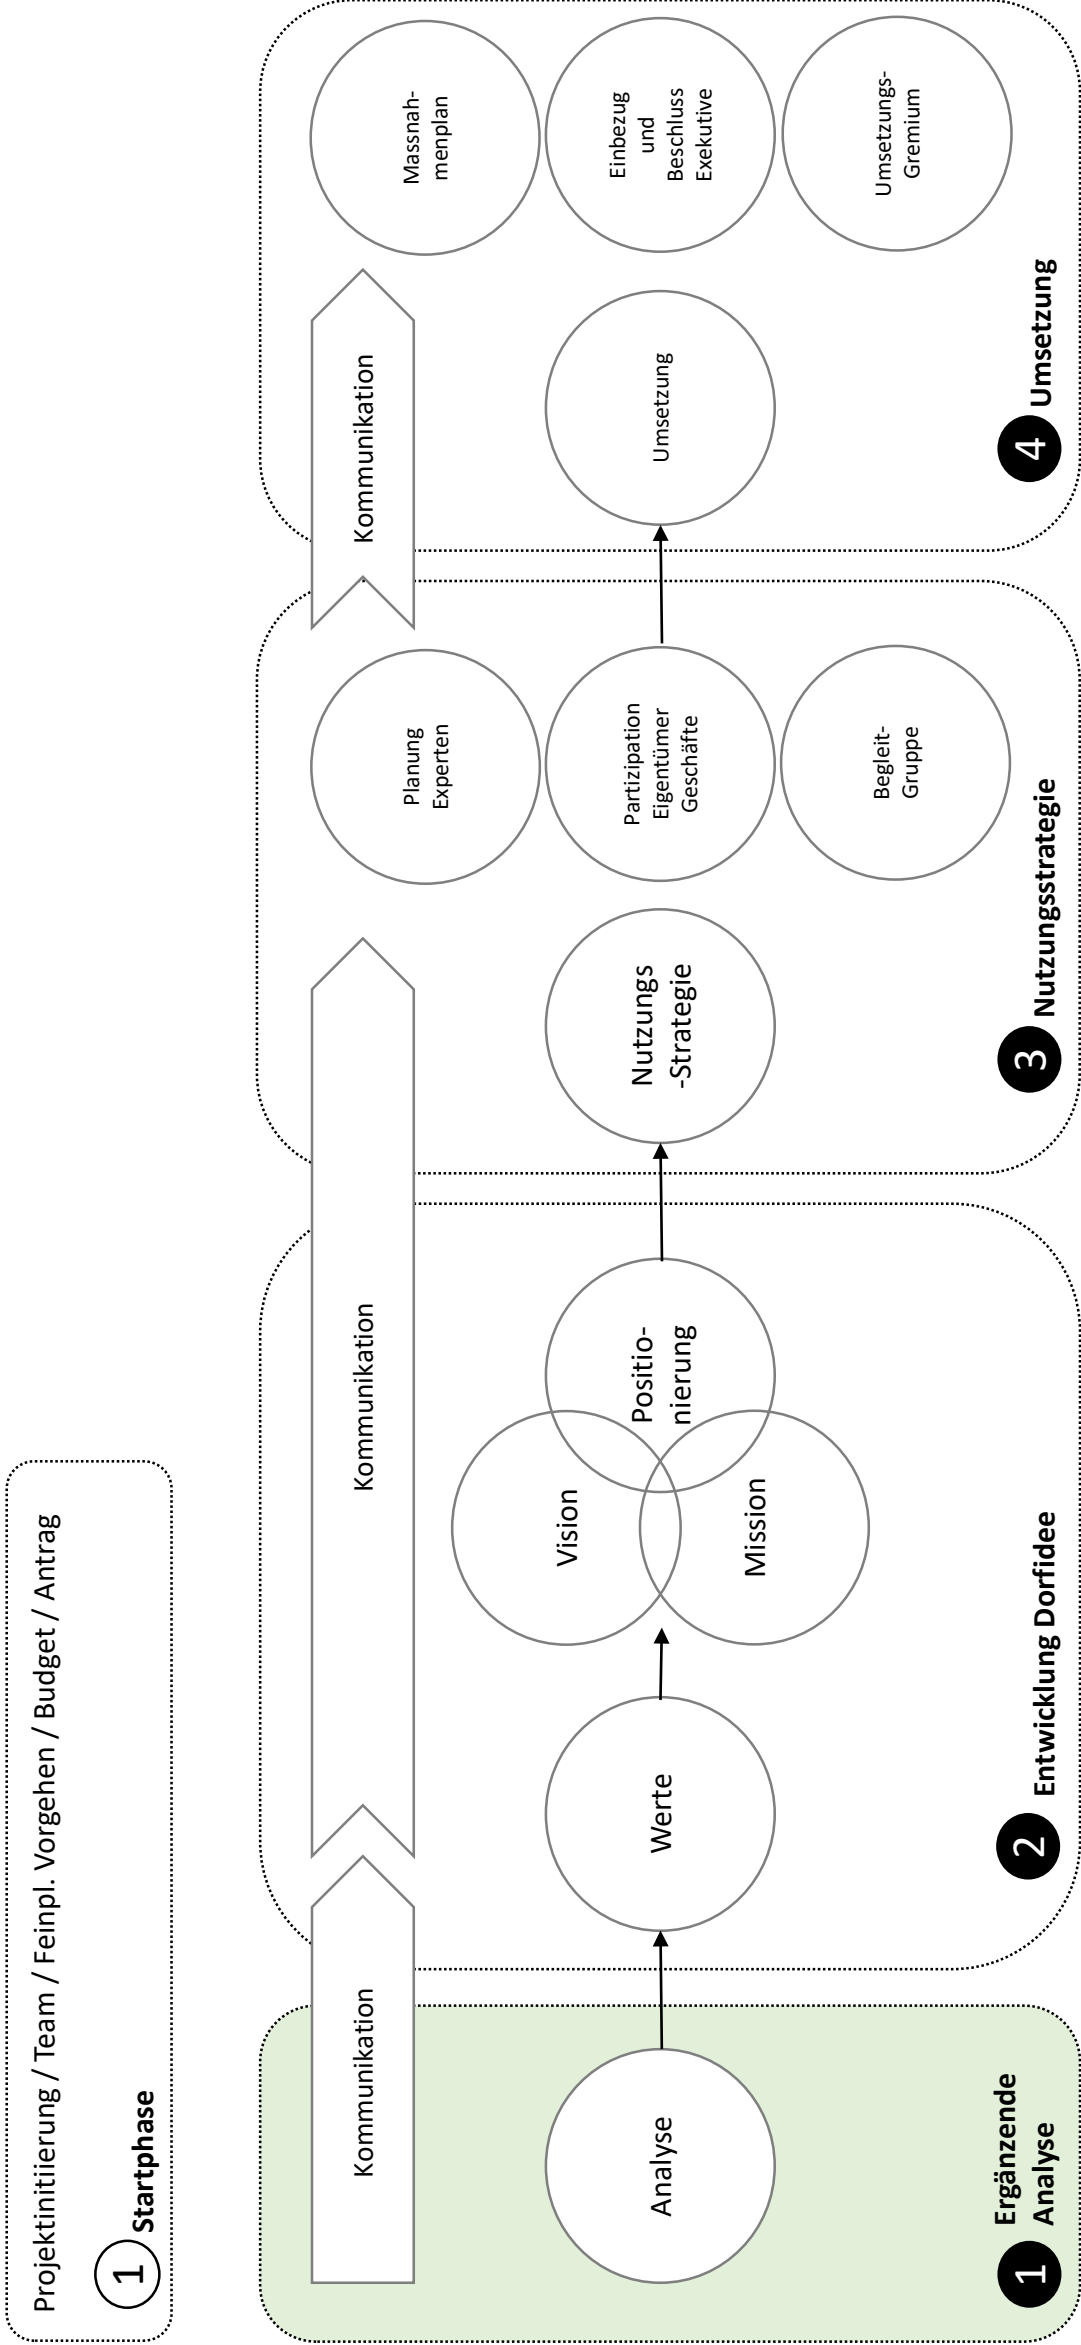 Projektinitiierung / Team / Feinpl. Vorgehen / Budget / Antrag
1
Startphase
Kommunikation
Analyse
1
Ergänzende
Analyse
Kommunikation
Werte
Vision
Mission
Positio-
nierung
2
Entwicklung Dorfidee
Nutzungs
-Strategie
Planung
Experten
Partizipation
Eigentümer
Geschäfte
Begleit-
Gruppe
3
Nutzungsstrategie
Kommunikation
Umsetzung
Massnah-
menplan
Einbezug
und
Beschluss
Exekutive
Umsetzungs-
Gremium
4
Umsetzung